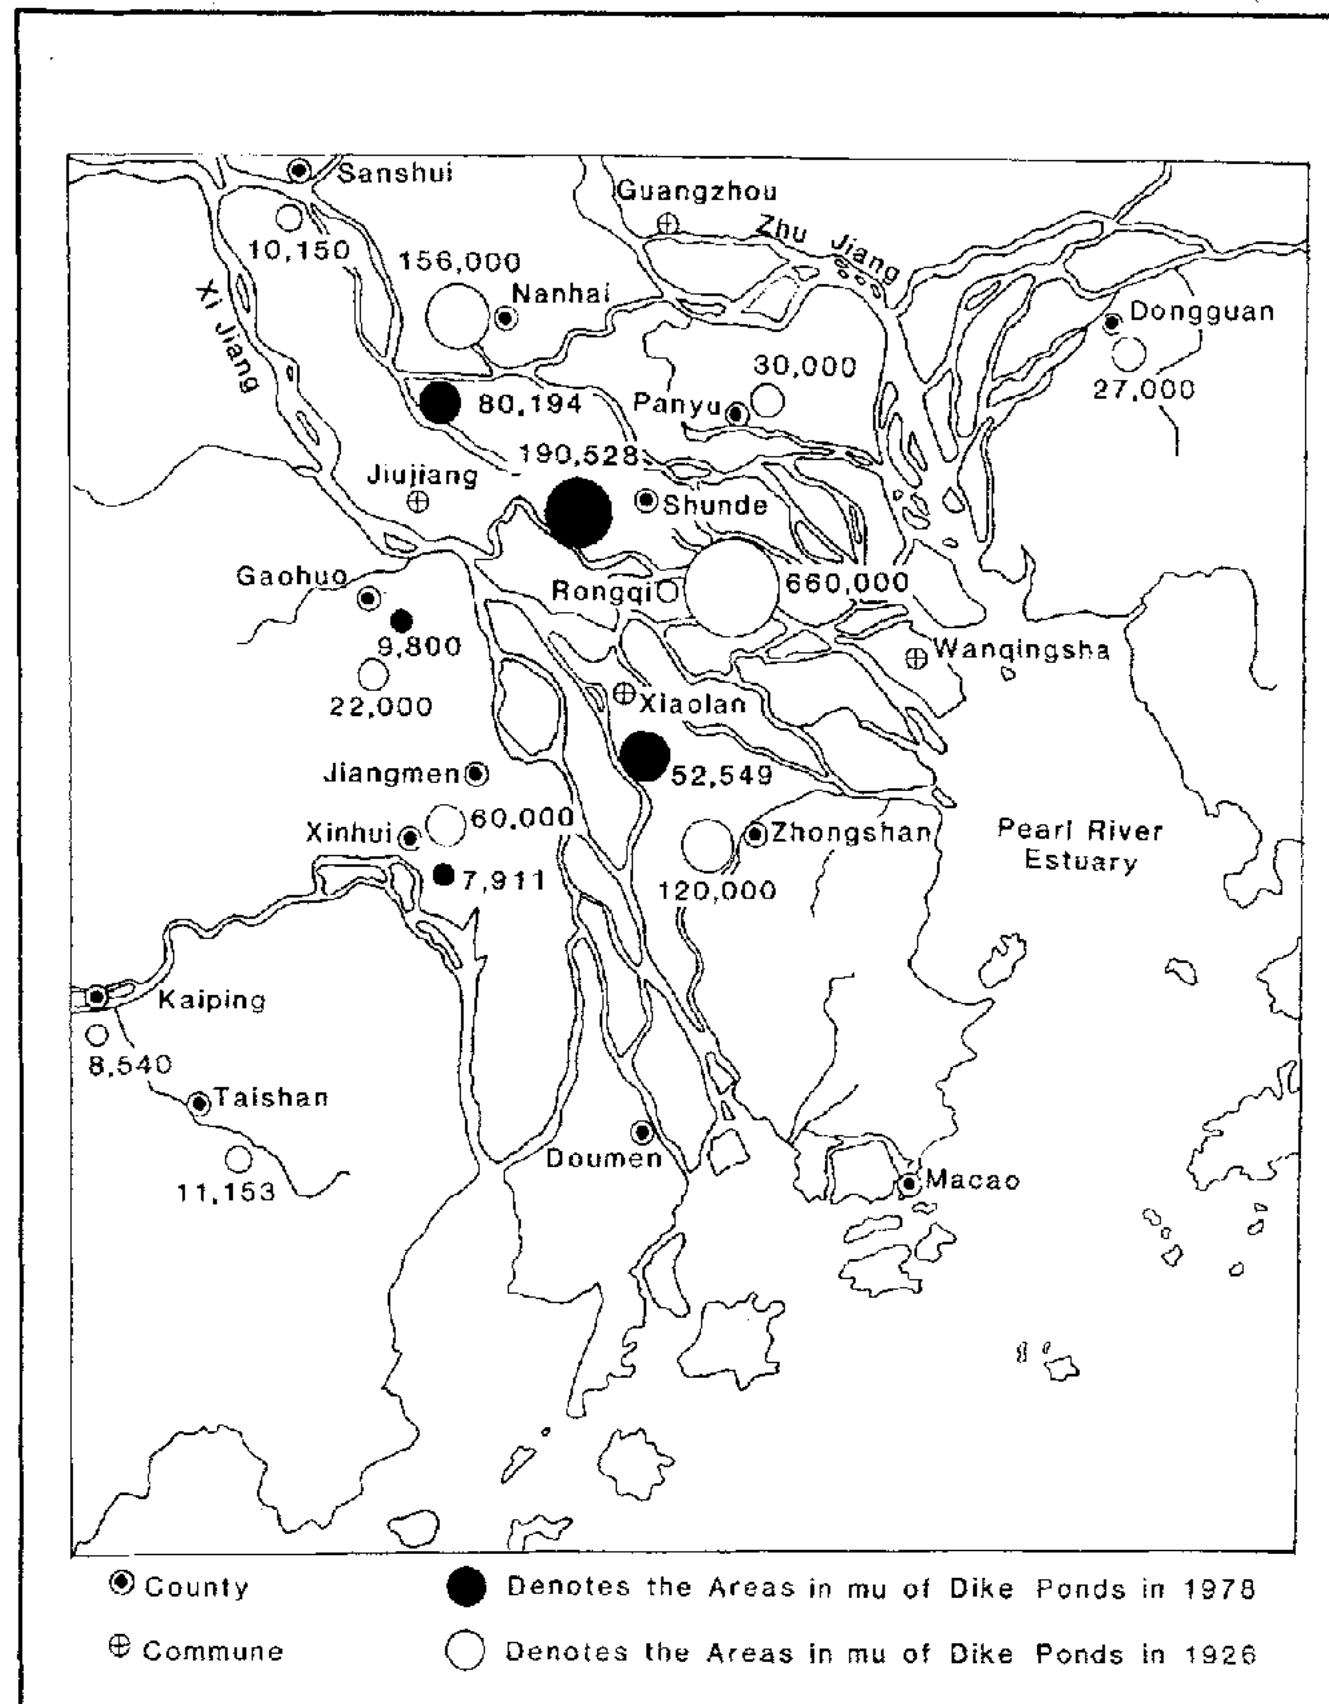 Sanshui
Guangzhou
Zhu Jiang
10,150
156,000
Nanhai
Xi Jiang
Dongguan
30,000
27,000
80,194
Panyu
190,528
Jiujiang
Shunde
Gaohuo
Rongqi
660,000
9,800
Wanqingsha
22,000
Xiaolan
Jiangmen
52,549
60,000
Xinhui
Zhongshan
Pearl River
Estuary
7,911
120,000
Kaiping
8,540
Taishan
Doumen
11,153
Macao
County
Denotes the Areas in mu of Dike Ponds in 1978
Commune
Denotes the Areas in mu of Dike Ponds in 1926